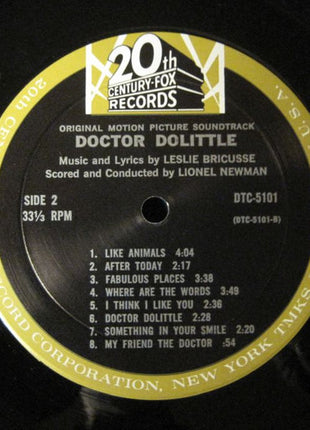 20th
CENTURY-FOX
RECORDS
ORIGINAL MOTION PICTURE SOUNDTRACK
DOCTOR DOLITTLE
Music and Lyrics by LESLIE BRICUSSE
Scored and Conducted by LIONEL NEWMAN
SIDE 2
33⅓ RPM
DTC-5101
(DTC-5101-B)
1. LIKE ANIMALS 4:04
2. AFTER TODAY 2:17
3. FABULOUS PLACES 3:38
4. WHERE ARE THE WORDS 3:49
5. I THINK I LIKE YOU 2:36
6. DOCTOR DOLITTLE 2:28
7. SOMETHING IN YOUR SMILE 2:20
8. MY FRIEND THE DOCTOR :54
20th CEN
ECORD CORPORATION, NEW YORK TMKS.
U.S.A.